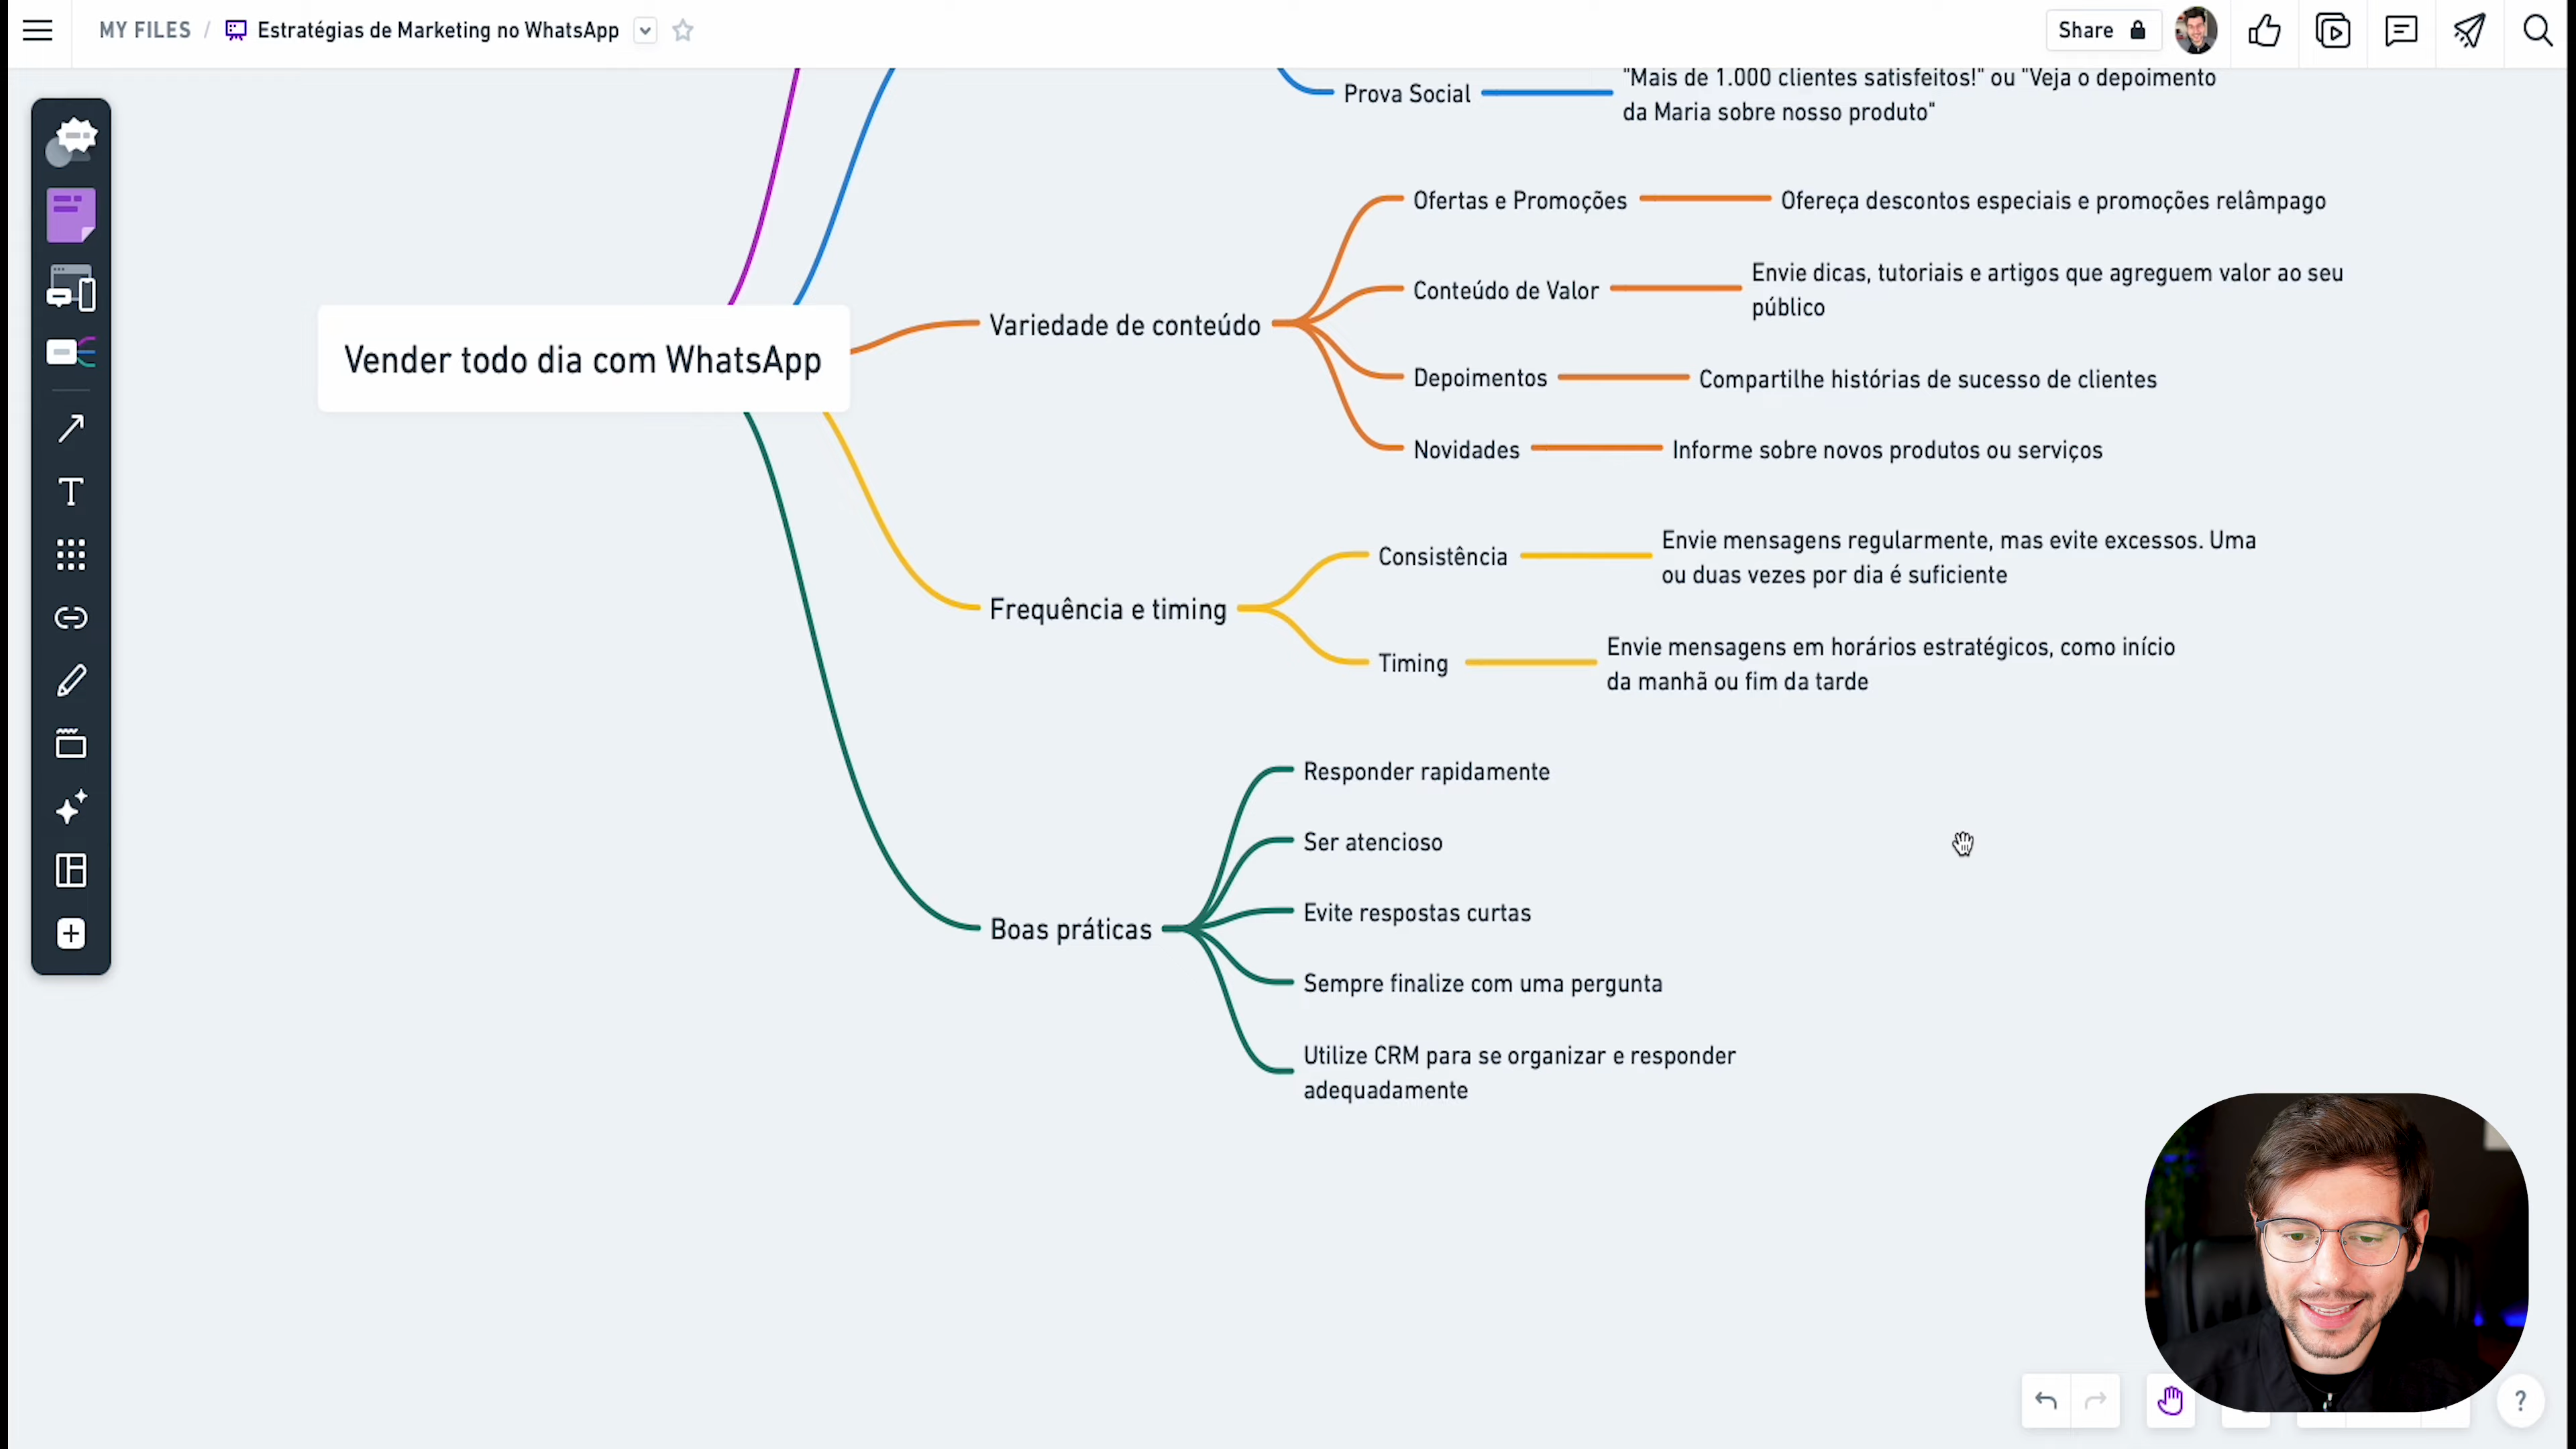 MY FILES / Estratégias de Marketing no WhatsApp
Share
Prova Social
"Mais de 1.000 clientes satisfeitos!" ou "Veja o depoimento
da Maria sobre nosso produto"
Vender todo dia com WhatsApp
Variedade de conteúdo
Ofertas e Promoções
Ofereça descontos especiais e promoções relâmpago
Conteúdo de Valor
Envie dicas, tutoriais e artigos que agreguem valor ao seu
público
Depoimentos
Compartilhe histórias de sucesso de clientes
Novidades
Informe sobre novos produtos ou serviços
Frequência e timing
Consistência
Envie mensagens regularmente, mas evite excessos. Uma
ou duas vezes por dia é suficiente
Timing
Envie mensagens em horários estratégicos, como início
da manhã ou fim da tarde
Boas práticas
Responder rapidamente
Ser atencioso
Evite respostas curtas
Sempre finalize com uma pergunta
Utilize CRM para se organizar e responder
adequadamente
?